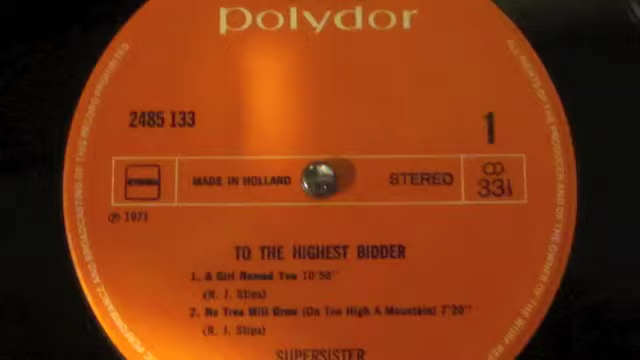 polydor
2485 133
1
STEMRA
MADE IN HOLLAND
STEREO
33⅓
℗ 1971
TO THE HIGHEST BIDDER
1. A Girl Named You 10'50"
(R. J. Stips)
2. No Tree Will Grow (On Too High A Mountain) 7'20"
(R. J. Stips)
SUPERSISTER